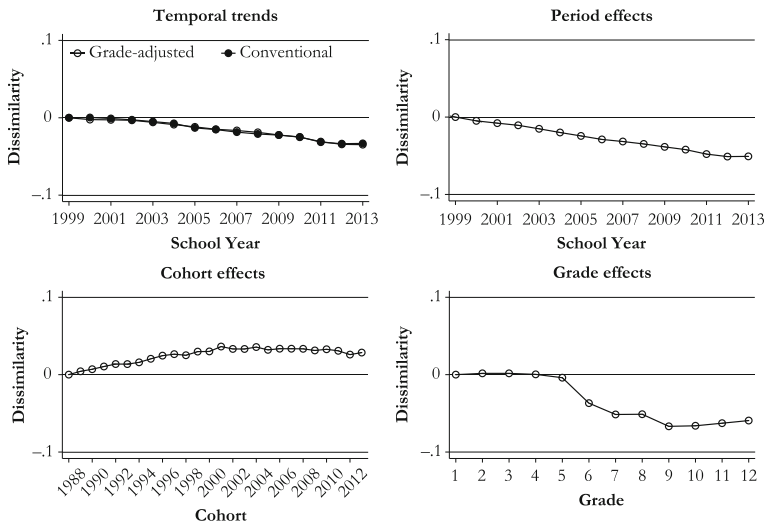 Temporal trends
.1
Grade-adjusted Conventional
0
–.1
Dissimilarity
1999 2001 2003 2005 2007 2009 2011 2013
School Year
Period effects
.1
0
–.1
Dissimilarity
1999 2001 2003 2005 2007 2009 2011 2013
School Year
Cohort effects
.1
0
–.1
Dissimilarity
1988 1990 1992 1994 1996 1998 2000 2002 2004 2006 2008 2010 2012
Cohort
Grade effects
.1
0
–.1
Dissimilarity
1 2 3 4 5 6 7 8 9 10 11 12
Grade